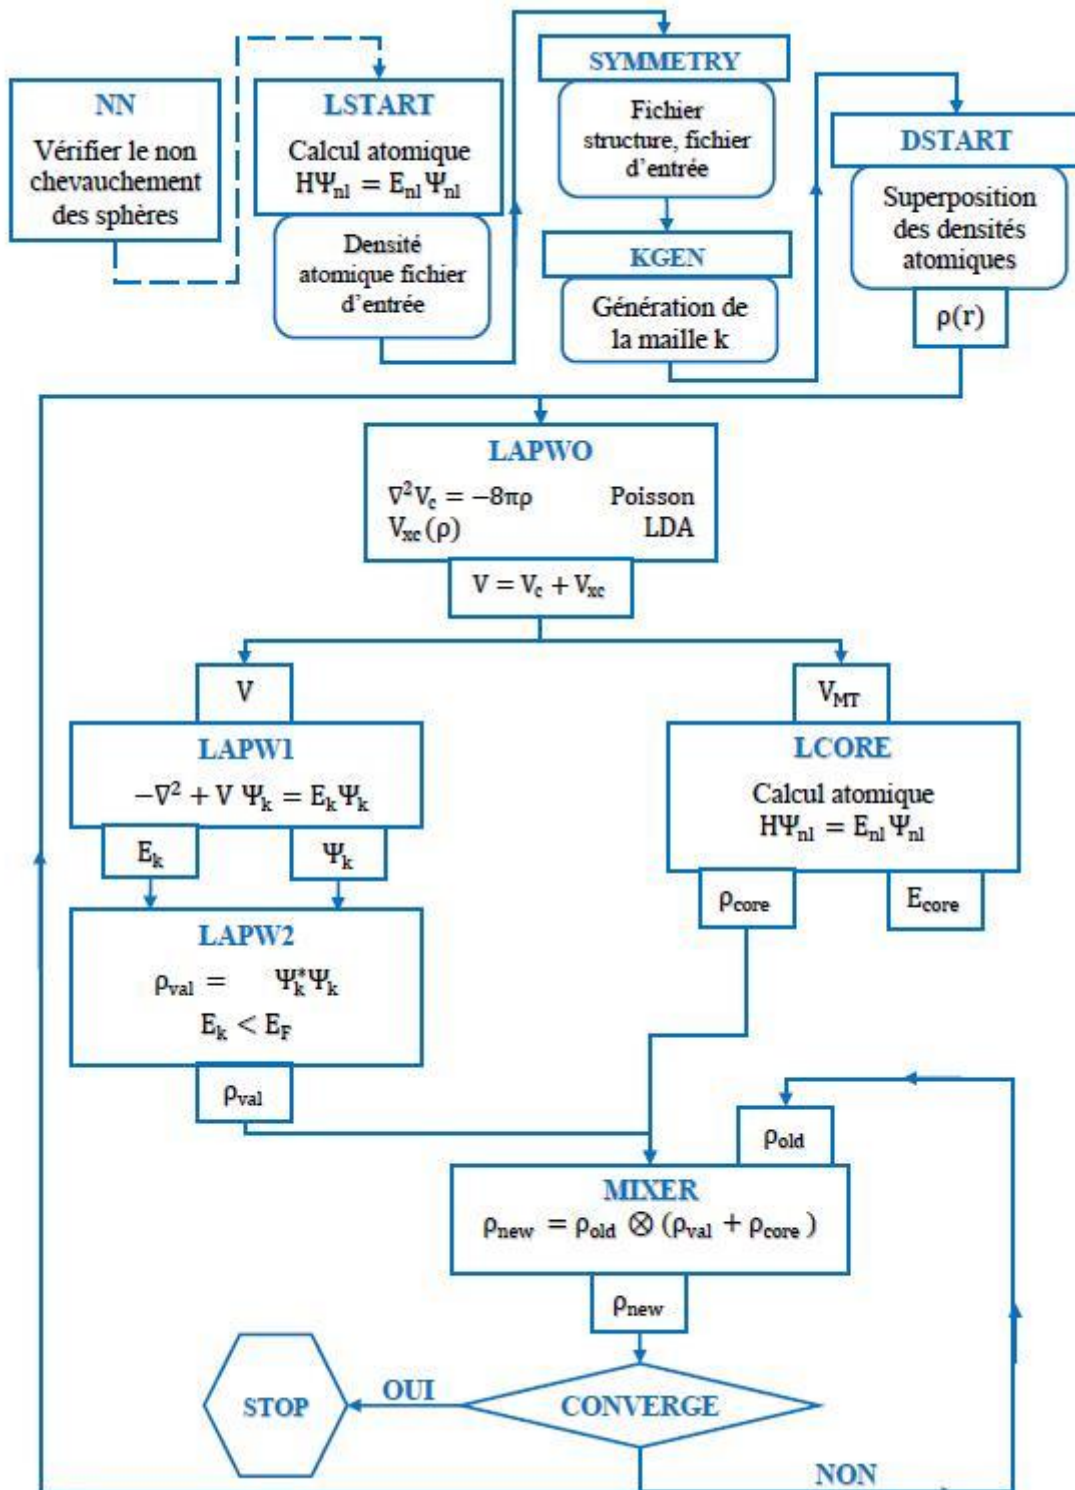 NN
Vérifier le non
chevauchement
des sphères
LSTART
Calcul atomique
HΨnl = EnlΨnl
Densité
atomique fichier
d'entrée
SYMMETRY
Fichier
structure, fichier
d'entrée
KGEN
Génération de
la maille k
DSTART
Superposition
des densités
atomiques
ρ(r)
LAPWO
∇²Vc = −8πρ Poisson
Vxc(ρ) LDA
V = Vc + Vxc
V
LAPW1
−∇² + V Ψk = EkΨk
Ek
Ψk
LAPW2
ρval = Ψk*Ψk
Ek < EF
ρval
VMT
LCORE
Calcul atomique
HΨnl = EnlΨnl
ρcore
Ecore
ρold
MIXER
ρnew = ρold ⊗ (ρval + ρcore)
ρnew
CONVERGE
OUI
STOP
NON